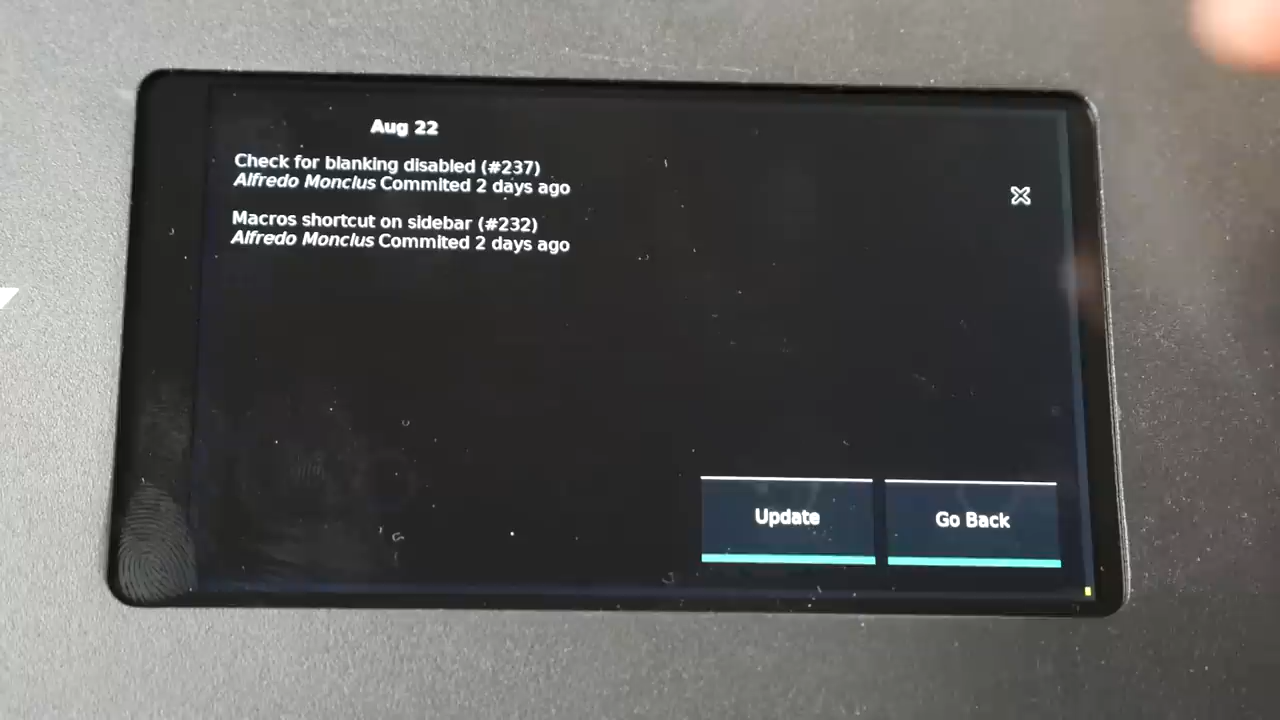 Aug 22
Check for blanking disabled (#237)
Alfredo Monclus Commited 2 days ago
Macros shortcut on sidebar (#232)
Alfredo Monclus Commited 2 days ago
Update
Go Back